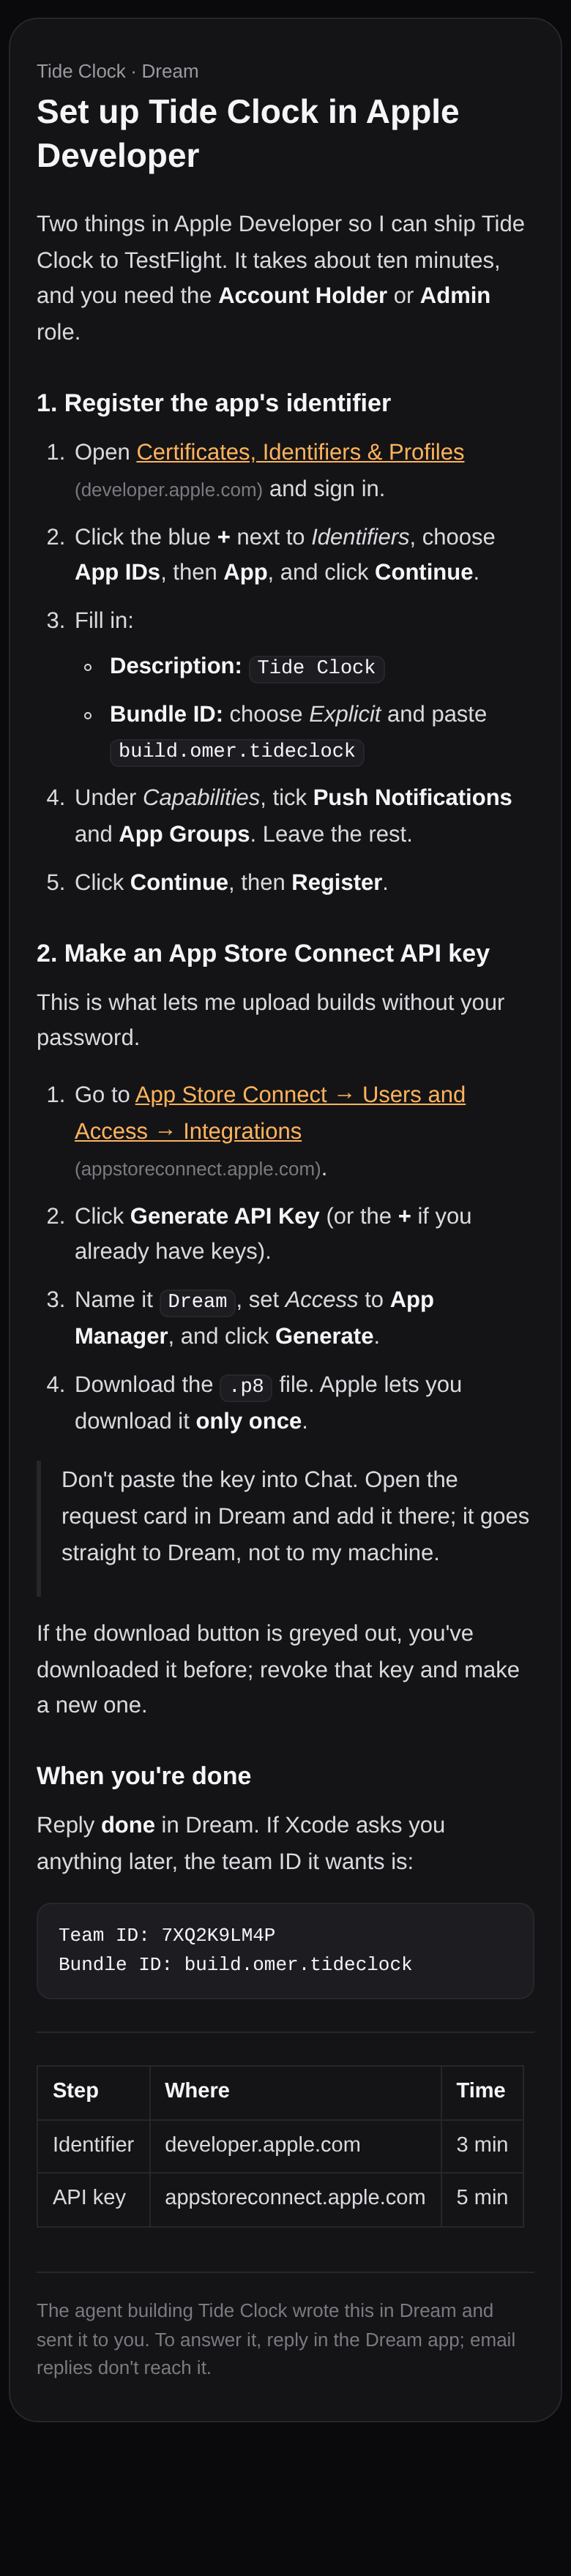 Tide Clock · Dream
Set up Tide Clock in Apple
Developer
Two things in Apple Developer so I can ship Tide
Clock to TestFlight. It takes about ten minutes,
and you need the Account Holder or Admin
role.
1. Register the app's identifier
1. Open Certificates, Identifiers & Profiles
(developer.apple.com) and sign in.
2. Click the blue + next to Identifiers, choose
App IDs, then App, and click Continue.
3. Fill in:
◦ Description: Tide Clock
◦ Bundle ID: choose Explicit and paste
build.omer.tideclock
4. Under Capabilities, tick Push Notifications
and App Groups. Leave the rest.
5. Click Continue, then Register.
2. Make an App Store Connect API key
This is what lets me upload builds without your
password.
1. Go to App Store Connect → Users and
Access → Integrations
(appstoreconnect.apple.com).
2. Click Generate API Key (or the + if you
already have keys).
3. Name it Dream, set Access to App
Manager, and click Generate.
4. Download the .p8 file. Apple lets you
download it only once.
Don't paste the key into Chat. Open the
request card in Dream and add it there; it goes
straight to Dream, not to my machine.
If the download button is greyed out, you've
downloaded it before; revoke that key and make
a new one.
When you're done
Reply done in Dream. If Xcode asks you
anything later, the team ID it wants is:
Team ID: 7XQ2K9LM4P
Bundle ID: build.omer.tideclock
Step Where Time
Identifier developer.apple.com 3 min
API key appstoreconnect.apple.com 5 min
The agent building Tide Clock wrote this in Dream and
sent it to you. To answer it, reply in the Dream app; email
replies don't reach it.